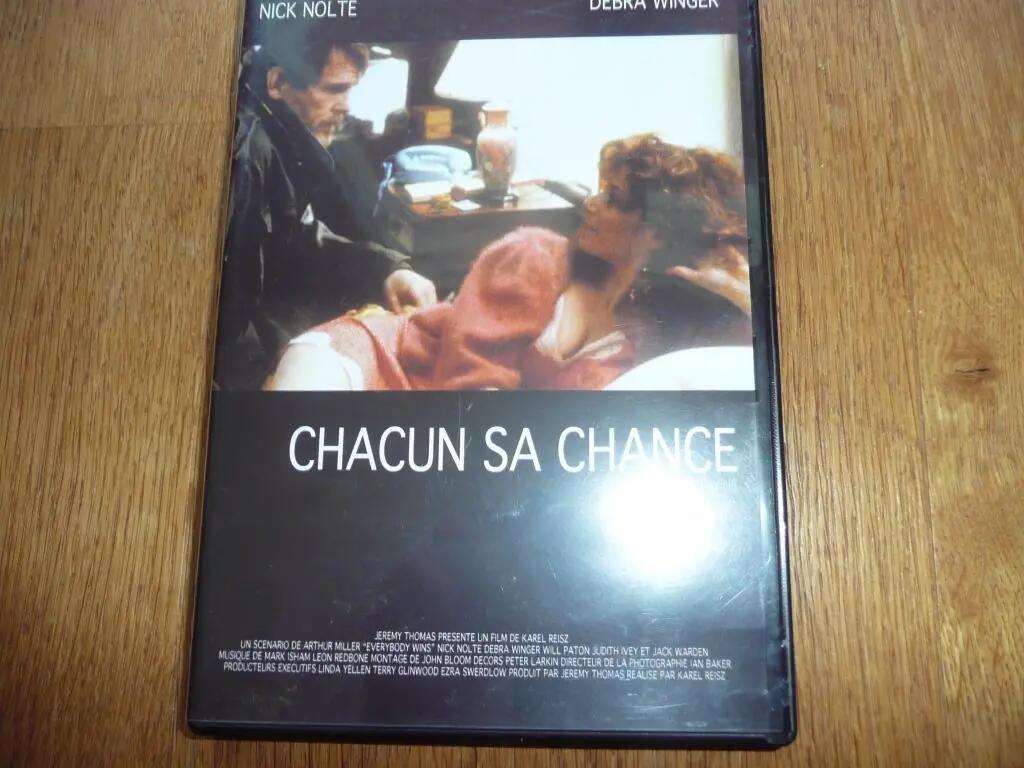 NICK NOLTE
DEBRA WINGER
CHACUN SA CHANCE
JEREMY THOMAS PRESENTE UN FILM DE KAREL REISZ
UN SCENARIO DE ARTHUR MILLER "EVERYBODY WINS" NICK NOLTE DEBRA WINGER WILL PATON JUDITH IVEY ET JACK WARDEN
MUSIQUE DE MARK ISHAM LEON REDBONE MONTAGE DE JOHN BLOOM DECORS PETER LARKIN DIRECTEUR DE LA PHOTOGRAPHIE IAN BAKER
PRODUCTEURS EXECUTIFS LINDA YELLEN TERRY GLINWOOD EZRA SWERDLOW PRODUIT PAR JEREMY THOMAS REALISE PAR KAREL REISZ